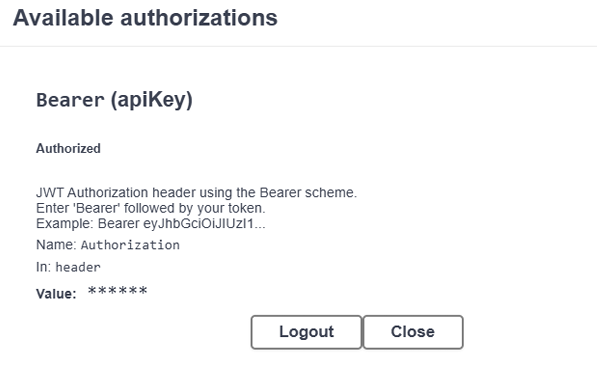 Available authorizations
Bearer (apiKey)
Authorized
JWT Authorization header using the Bearer scheme.
Enter 'Bearer' followed by your token.
Example: Bearer eyJhbGciOiJIUzI1...
Name: Authorization
In: header
Value: ******
Logout Close